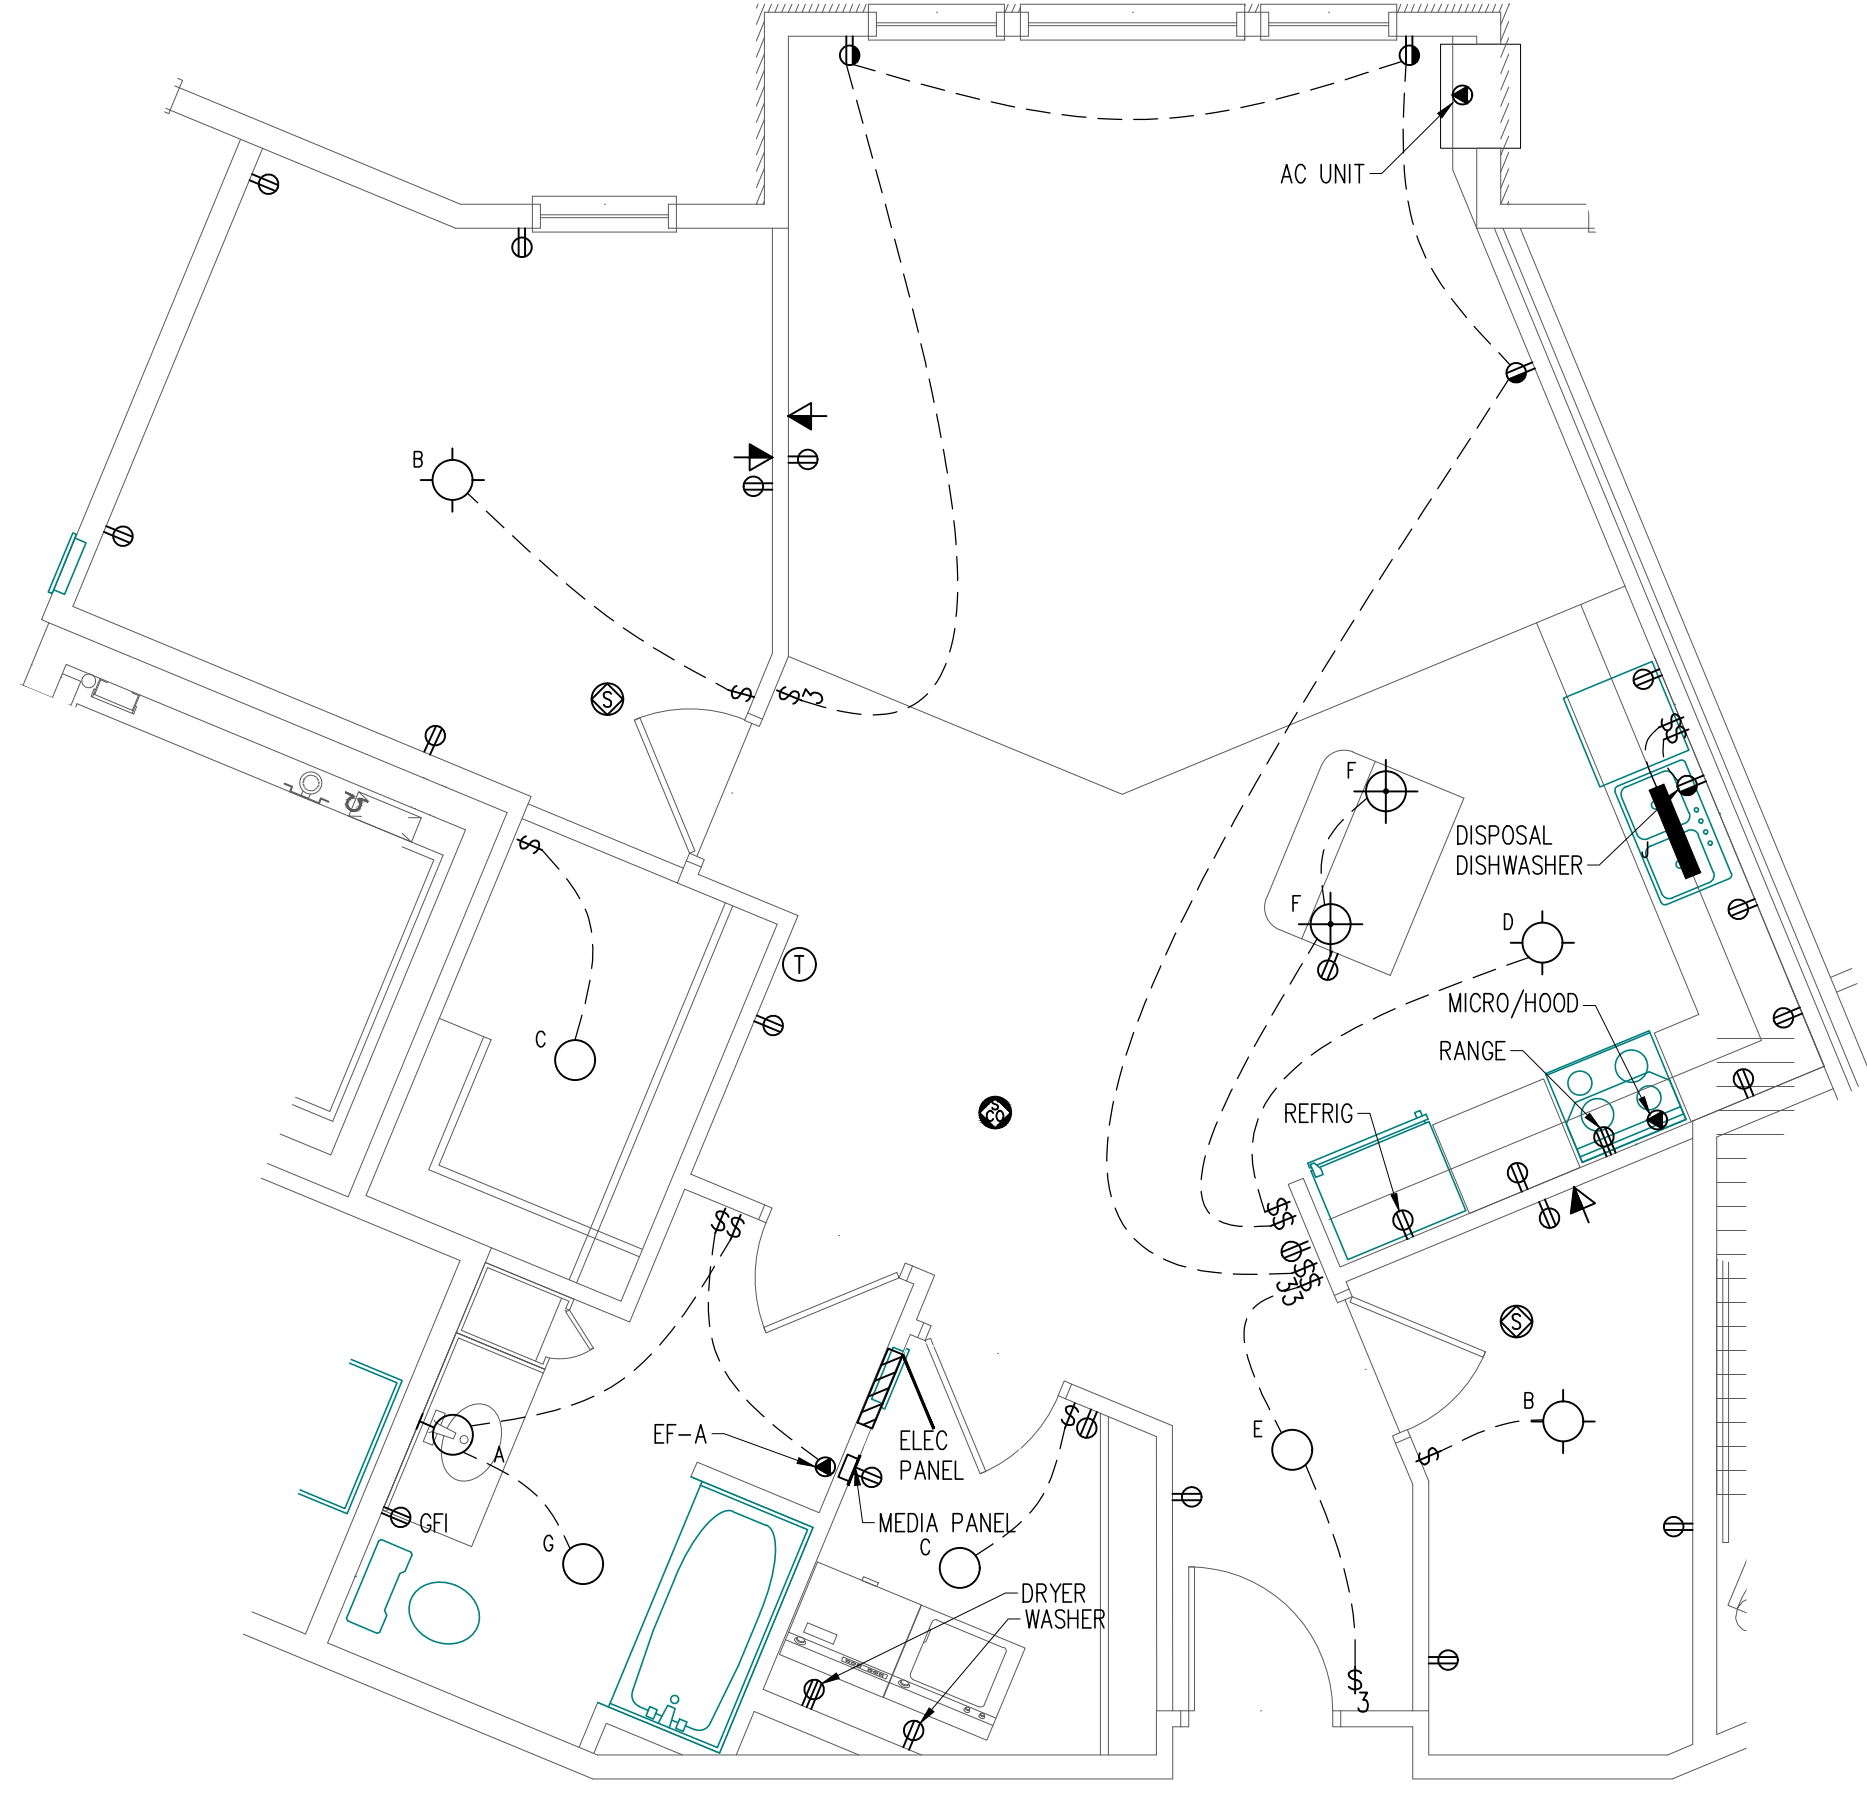 AC UNIT
B
$
$3
S
$
$
F
DISPOSAL
DISHWASHER
J
F
D
T
MICRO/HOOD
C
RANGE
S
CO
REFRIG
$
$
$
$
$
$3
$3
S
B
E
$
$
A
EF-A
ELEC
PANEL
GFI
MEDIA PANEL
G
C
DRYER
WASHER
$3